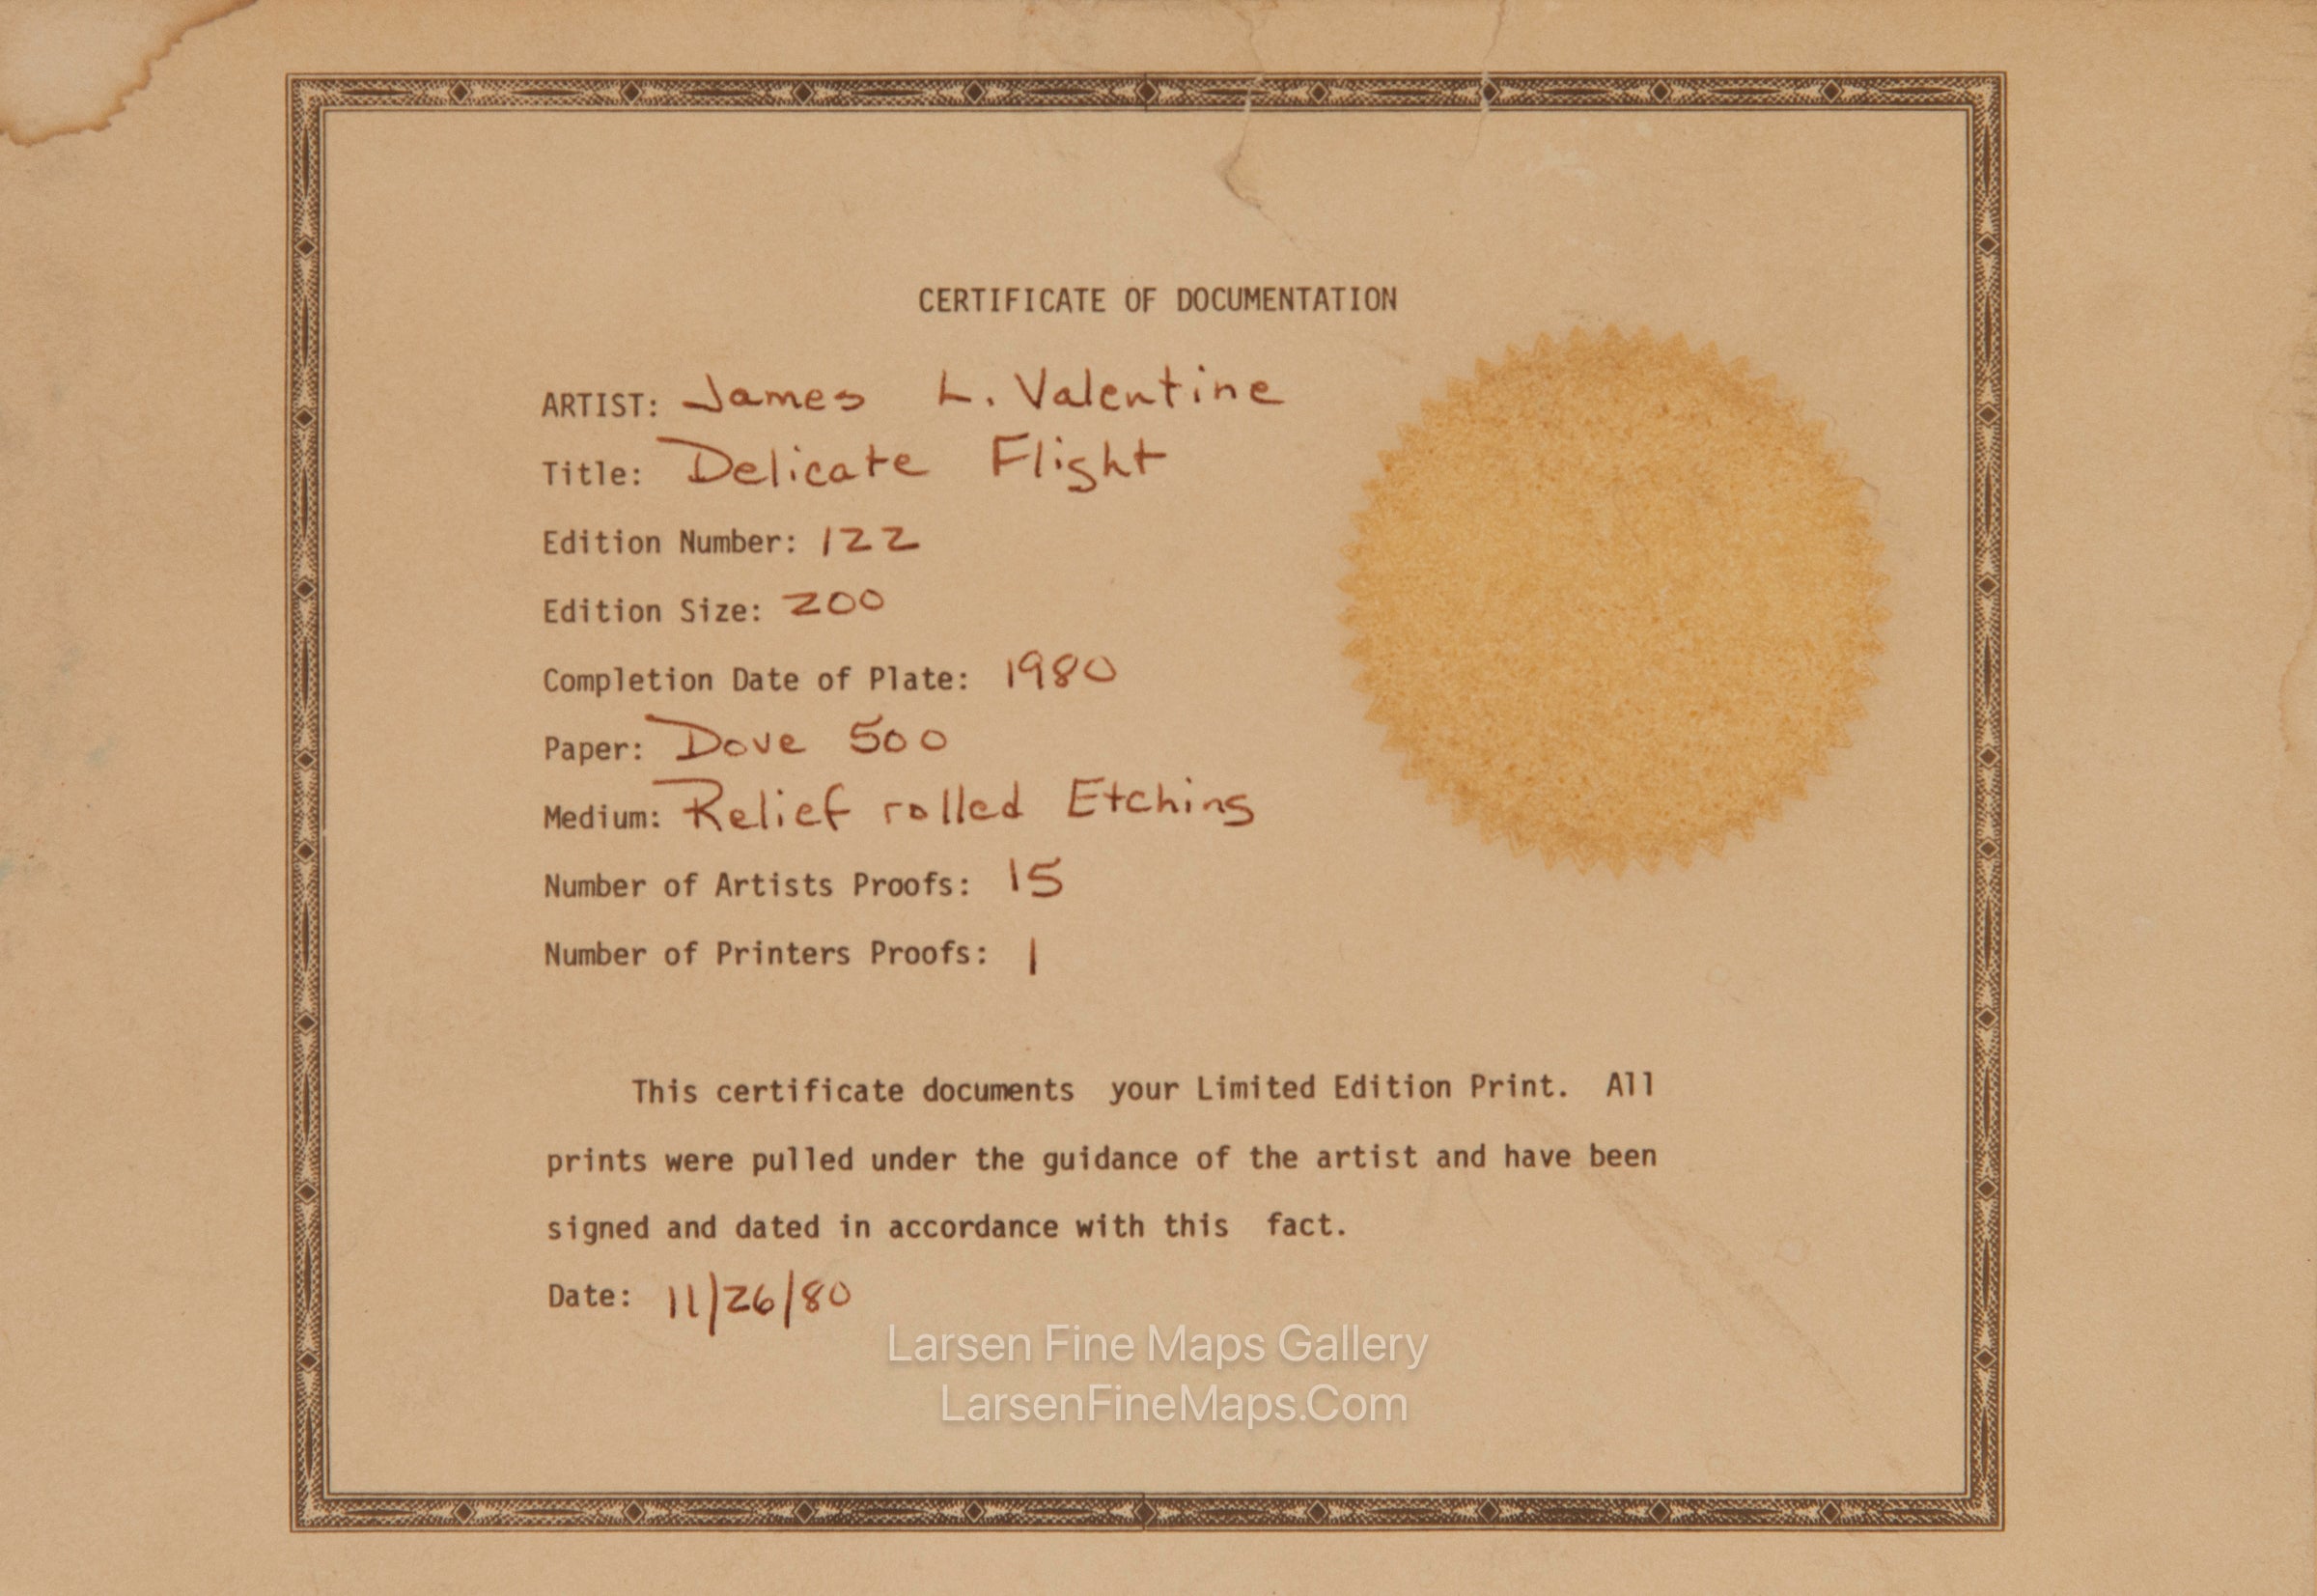 CERTIFICATE OF DOCUMENTATION
ARTIST: James L. Valentine
Title: Delicate Flight
Edition Number: 122
Edition Size: 200
Completion Date of Plate: 1980
Paper: Dove 500
Medium: Relief rolled Etching
Number of Artists Proofs: 15
Number of Printers Proofs: 1
This certificate documents your Limited Edition Print. All
prints were pulled under the guidance of the artist and have been
signed and dated in accordance with this fact.
Date: 11/26/80
Larsen Fine Maps Gallery
LarsenFineMaps.Com